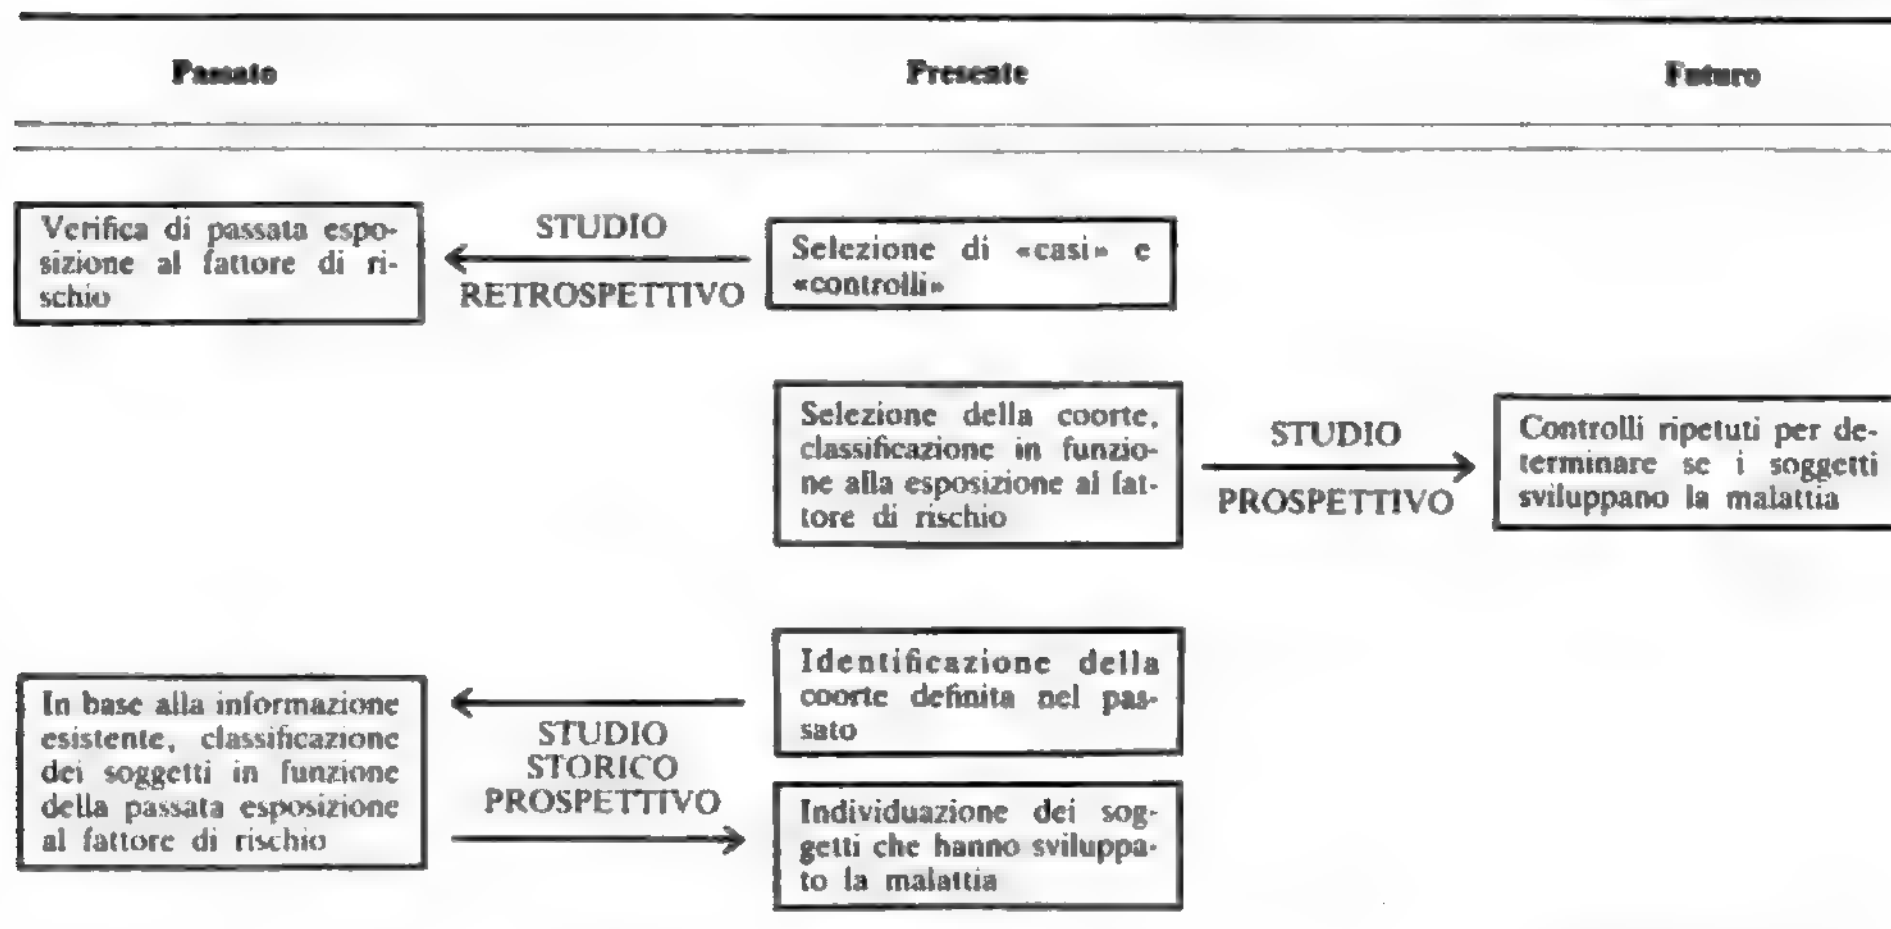 Passato Presente Futuro
Verifica di passata espo-
sizione al fattore di ri-
schio
STUDIO
RETROSPETTIVO
Selezione di «casi» e
«controlli»
Selezione della coorte,
classificazione in funzio-
ne alla esposizione al fat-
tore di rischio
STUDIO
PROSPETTIVO
Controlli ripetuti per de-
terminare se i soggetti
sviluppano la malattia
In base alla informazione
esistente, classificazione
dei soggetti in funzione
della passata esposizione
al fattore di rischio
STUDIO
STORICO
PROSPETTIVO
Identificazione della
coorte definita nel pas-
sato
Individuazione dei sog-
getti che hanno sviluppa-
to la malattia